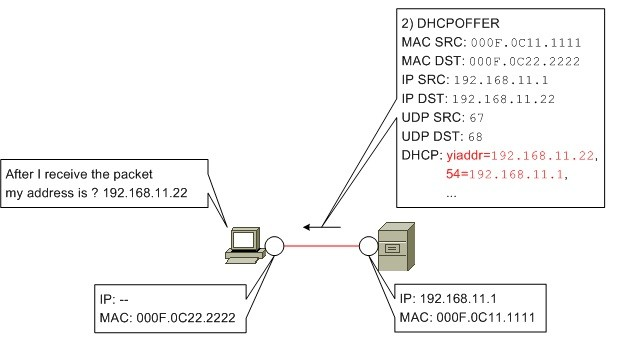 2) DHCPOFFER
MAC SRC: 000F.0C11.1111
MAC DST: 000F.0C22.2222
IP SRC: 192.168.11.1
IP DST: 192.168.11.22
UDP SRC: 67
UDP DST: 68
DHCP: yiaddr=192.168.11.22,
54=192.168.11.1,
...
After I receive the packet
my address is ? 192.168.11.22
IP: --
MAC: 000F.0C22.2222
IP: 192.168.11.1
MAC: 000F.0C11.1111